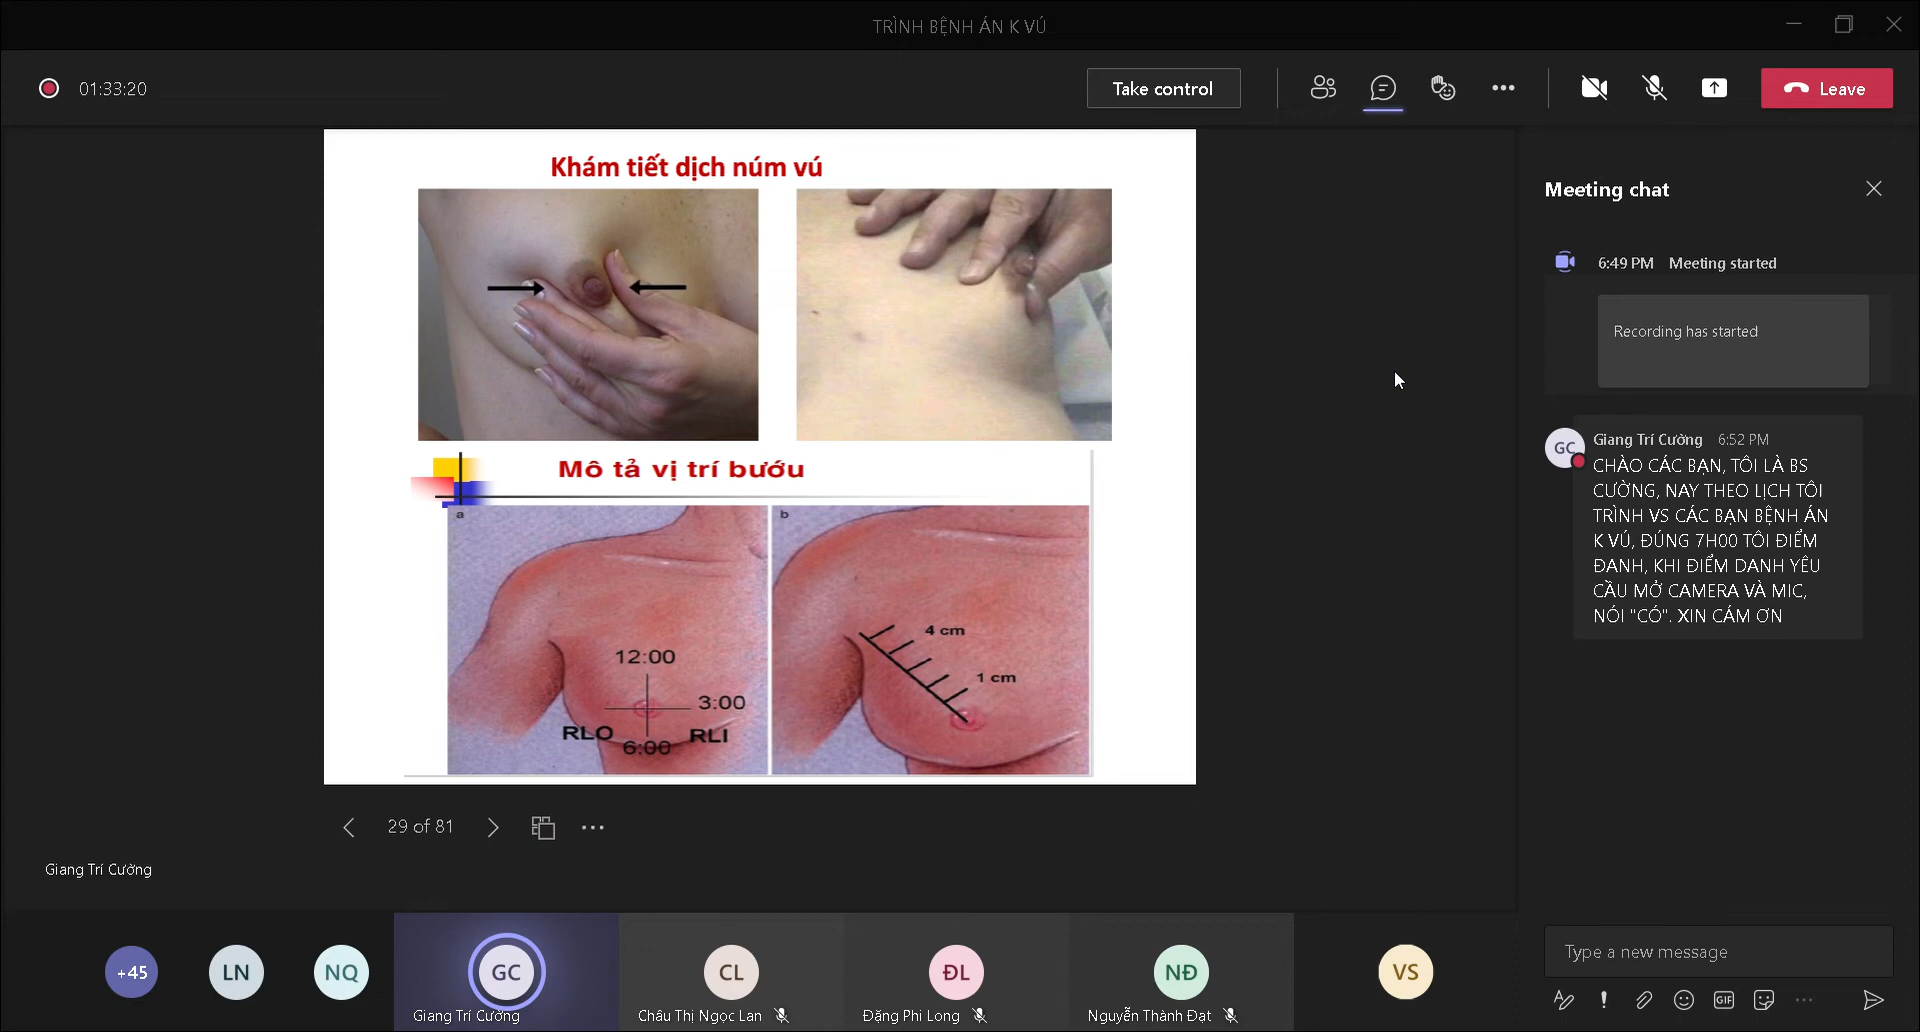 TRÌNH BỆNH ÁN K VÚ
01:33:20
Take control
Leave
Khám tiết dịch núm vú
Mô tả vị trí bướu
a
12:00
3:00
RLO
6:00
RLI
b
4 cm
1 cm
29 of 81
Giang Trí Cường
Meeting chat
6:49 PM Meeting started
Recording has started
GC
Giang Trí Cường 6:52 PM
CHÀO CÁC BẠN, TÔI LÀ BS
CƯỜNG, NAY THEO LỊCH TÔI
TRÌNH VS CÁC BẠN BỆNH ÁN
K VÚ, ĐÚNG 7H00 TÔI ĐIỂM
ĐANH, KHI ĐIỂM DANH YÊU
CẦU MỞ CAMERA VÀ MIC,
NÓI "CÓ". XIN CÁM ƠN
+45
LN
NQ
GC
Giang Trí Cường
CL
Châu Thị Ngọc Lan
ĐL
Đặng Phi Long
NĐ
Nguyễn Thành Đạt
VS
Type a new message
GIF